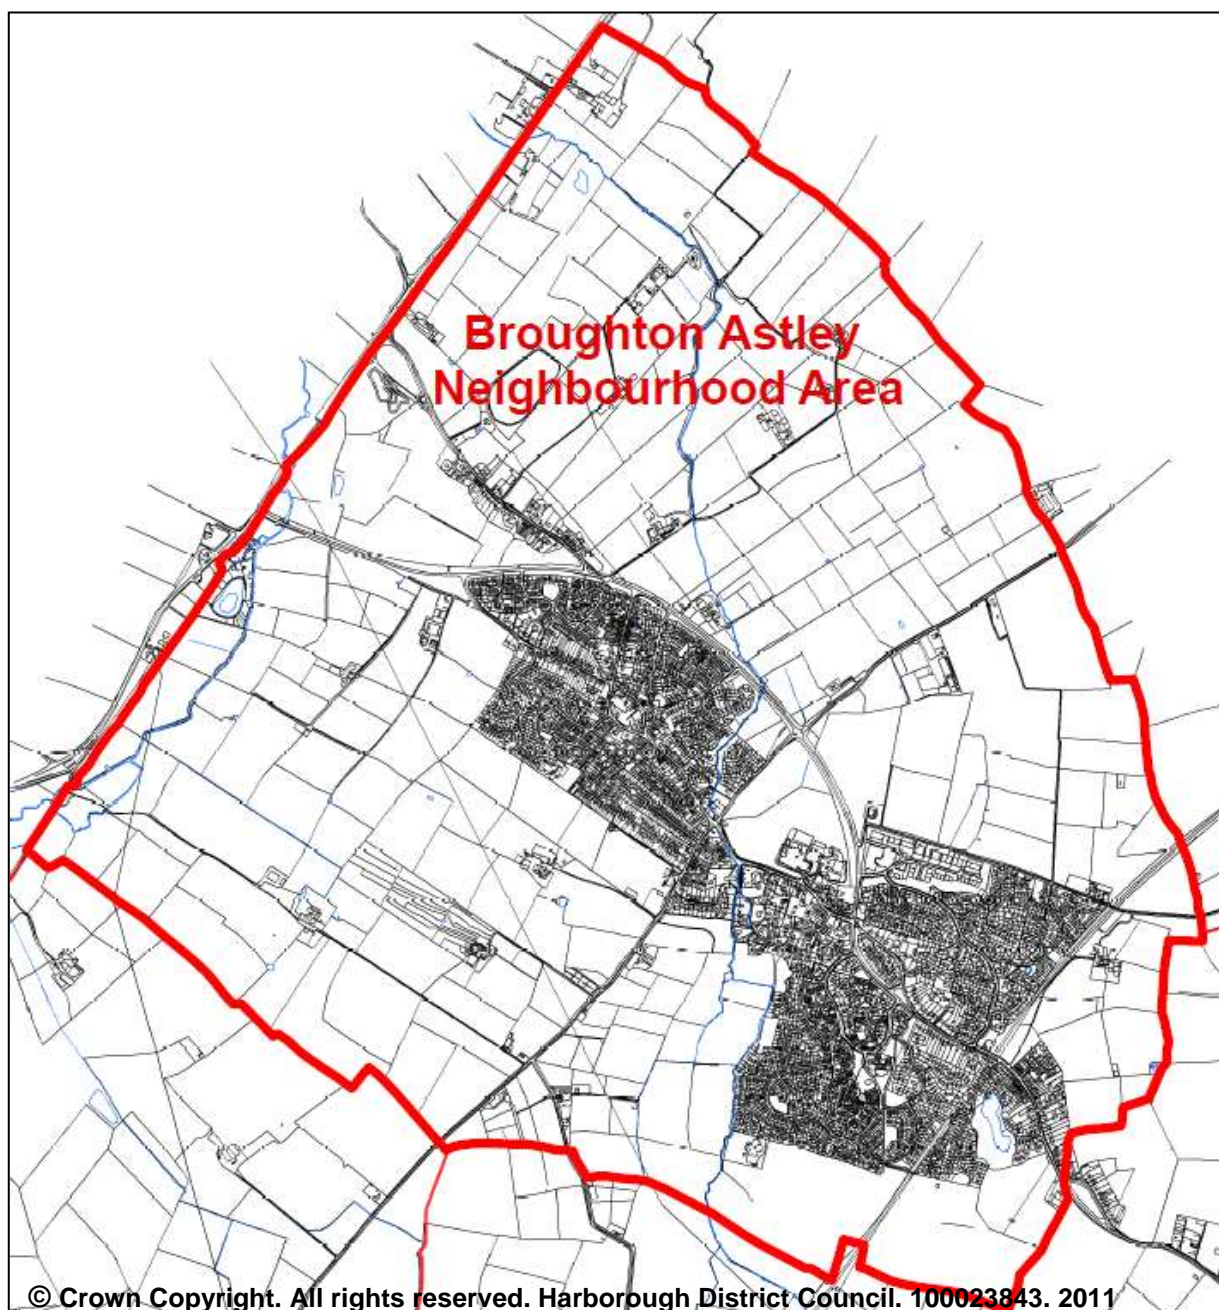 Broughton Astley
Neighbourhood Area
© Crown Copyright. All rights reserved. Harborough District Council. 100023843. 2011